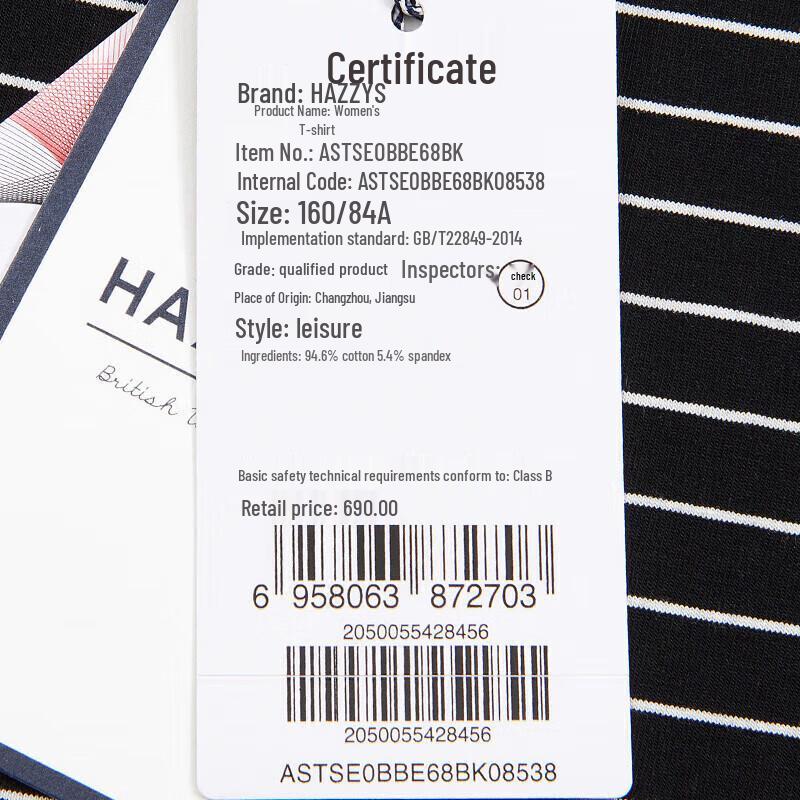 Certificate
Brand: HAZZYS
Product Name: Women's
T-shirt
Item No.: ASTSE0BBE68BK
Internal Code: ASTSE0BBE68BK08538
Size: 160/84A
Implementation standard: GB/T22849-2014
Grade: qualified product Inspectors: check
01
Place of Origin: Changzhou, Jiangsu
Style: leisure
Ingredients: 94.6% cotton 5.4% spandex
Basic safety technical requirements conform to: Class B
Retail price: 690.00
6 958063 872703
2050055428456
2050055428456
ASTSE0BBE68BK08538
HA
British